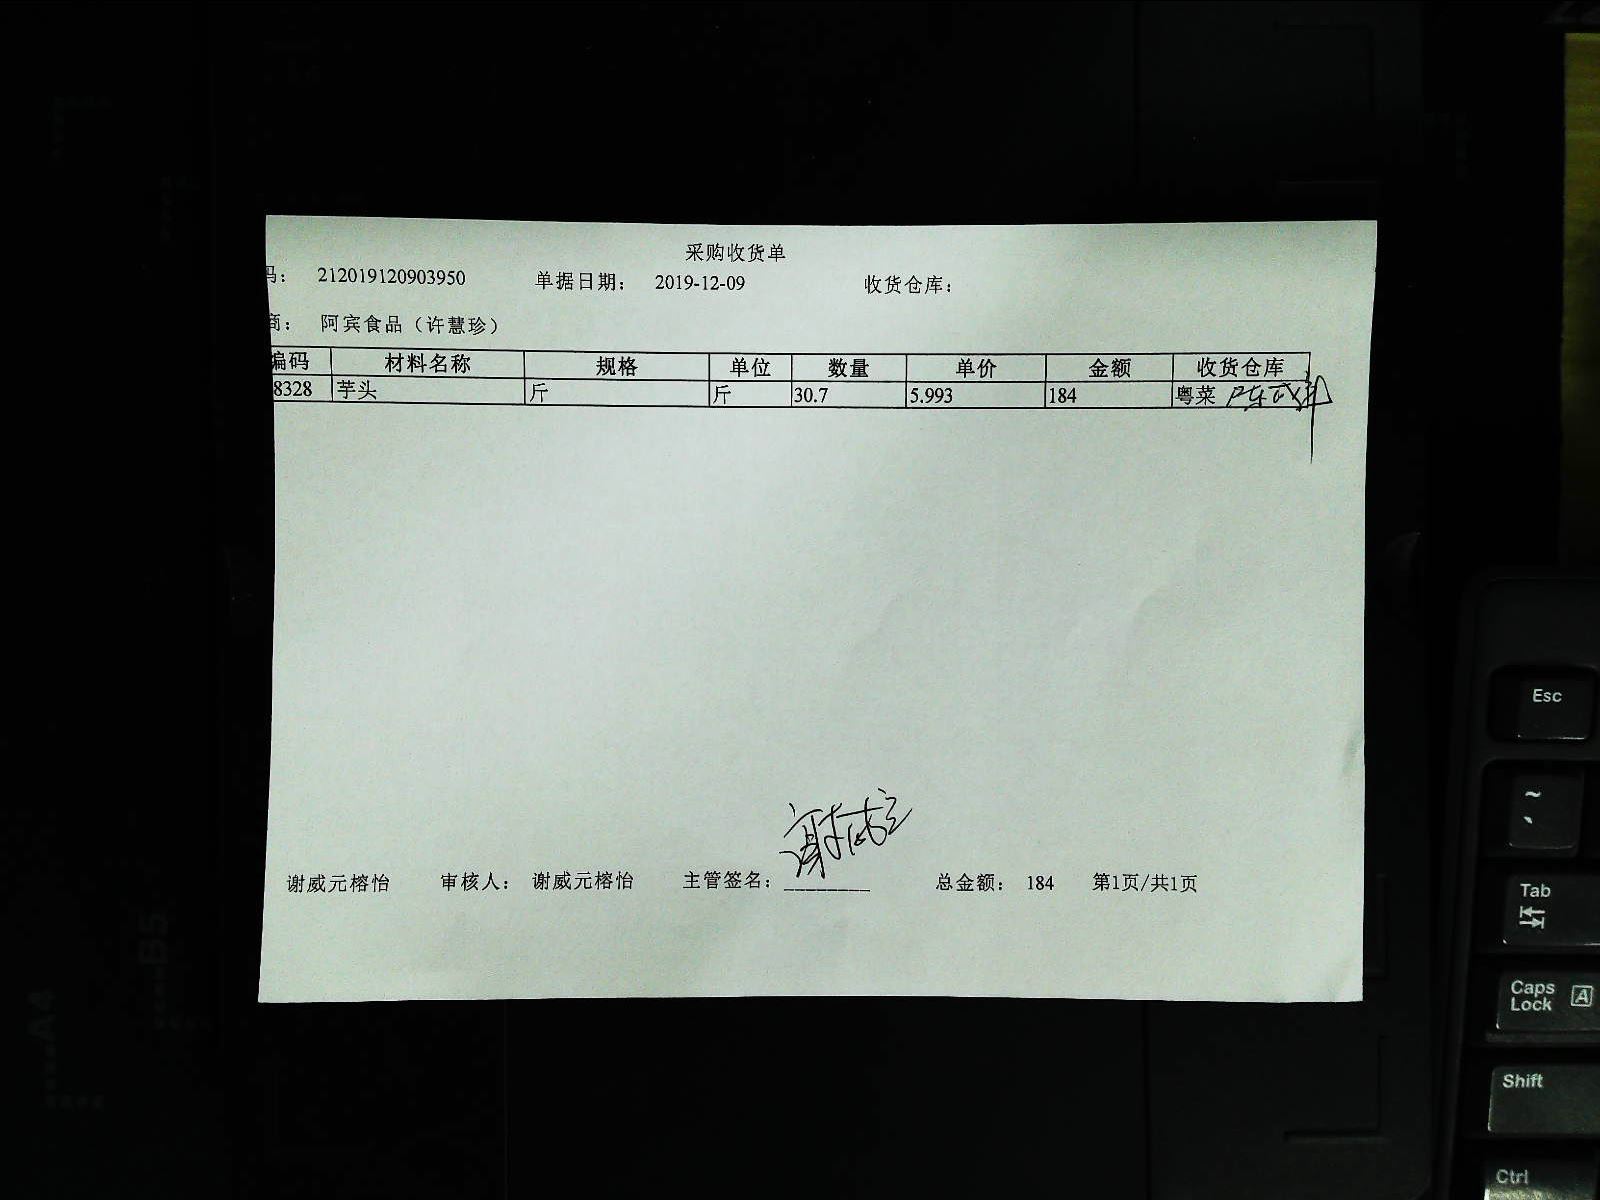 采购收货单
码： 212019120903950 单据日期： 2019-12-09 收货仓库：
商： 阿宾食品（许慧珍）
编码 材料名称 规格 单位 数量 单价 金额 收货仓库
8328 芋头 斤 斤 30.7 5.993 184 粤菜
谢威元榕怡 审核人： 谢威元榕怡 主管签名： 总金额： 184 第1页/共1页
Esc
~
Tab
Caps Lock A
Shift
Ctrl
B5
A4